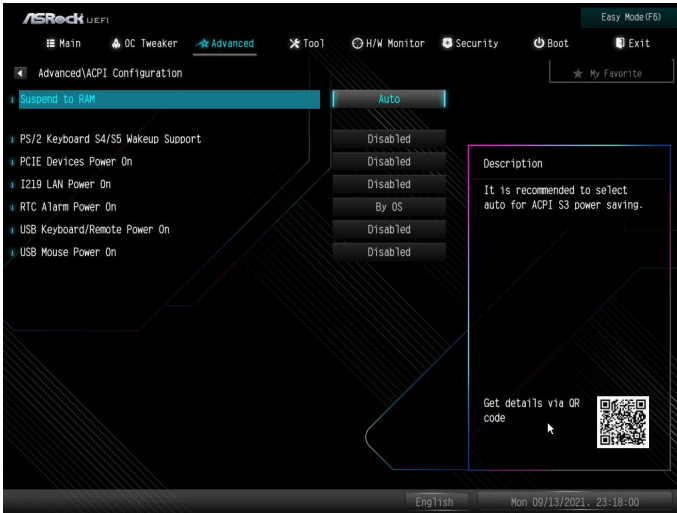 ASRock UEFI
Easy Mode(F6)
Main OC Tweaker Advanced Tool H/W Monitor Security Boot Exit
Advanced\ACPI Configuration
My Favorite
Suspend to RAM Auto
PS/2 Keyboard S4/S5 Wakeup Support Disabled
PCIE Devices Power On Disabled
I219 LAN Power On Disabled
RTC Alarm Power On By OS
USB Keyboard/Remote Power On Disabled
USB Mouse Power On Disabled
Description
It is recommended to select
auto for ACPI S3 power saving.
Get details via QR
code
English
Mon 09/13/2021. 23:18:00